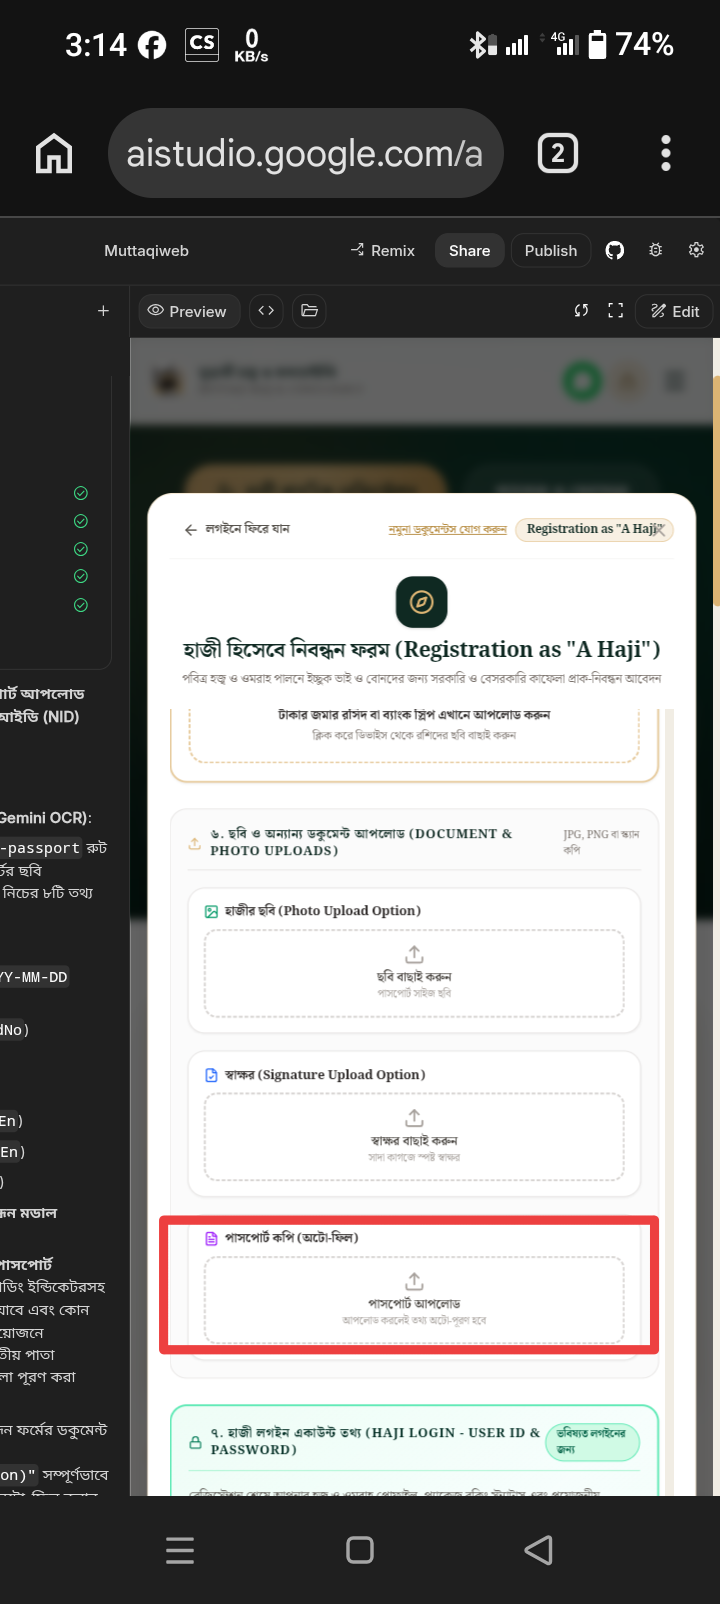 3:14
CS
0
KB/s
4G
74%
aistudio.google.com/a
2
Muttaqiweb
Remix
Share
Publish
+
Preview
Edit
র্ট আপলোড
আইডি (NID)
Gemini OCR):
-passport রুট
র্টের ছবি
নিচের ৮টি তথ্য
YY-MM-DD
dNo)
En)
En)
)
ন্ধন মডাল
পাসপোর্ট
ডিং ইন্ডিকেটরসহ
যাবে এবং কোন
য়োজনে
তীয় পাতা
লা পূরণ করা
ন ফর্মের ডকুমেন্ট
on)" সম্পূর্ণভাবে
লগইনে ফিরে যান
নমুনা ডকুমেন্টস যোগ করুন
Registration as "A Haji"
হাজী হিসেবে নিবন্ধন ফরম (Registration as "A Haji")
পবিত্র হজ্ব ও ওমরাহ পালনে ইচ্ছুক ভাই ও বোনদের জন্য সরকারি ও বেসরকারি কাফেলা প্রাক-নিবন্ধন আবেদন
টাকার জমার রসিদ বা ব্যাংক স্লিপ এখানে আপলোড করুন
ক্লিক করে ডিভাইস থেকে রশিদের ছবি বাছাই করুন
৬. ছবি ও অন্যান্য ডকুমেন্ট আপলোড (DOCUMENT &
PHOTO UPLOADS)
JPG, PNG বা স্ক্যান
কপি
হাজীর ছবি (Photo Upload Option)
ছবি বাছাই করুন
পাসপোর্ট সাইজ ছবি
স্বাক্ষর (Signature Upload Option)
স্বাক্ষর বাছাই করুন
সাদা কাগজে স্পষ্ট স্বাক্ষর
পাসপোর্ট কপি (অটো-ফিল)
পাসপোর্ট আপলোড
আপলোড করলেই তথ্য অটো-পূরণ হবে
৭. হাজী লগইন একাউন্ট তথ্য (HAJI LOGIN - USER ID &
PASSWORD)
ভবিষ্যত লগইনের
জন্য